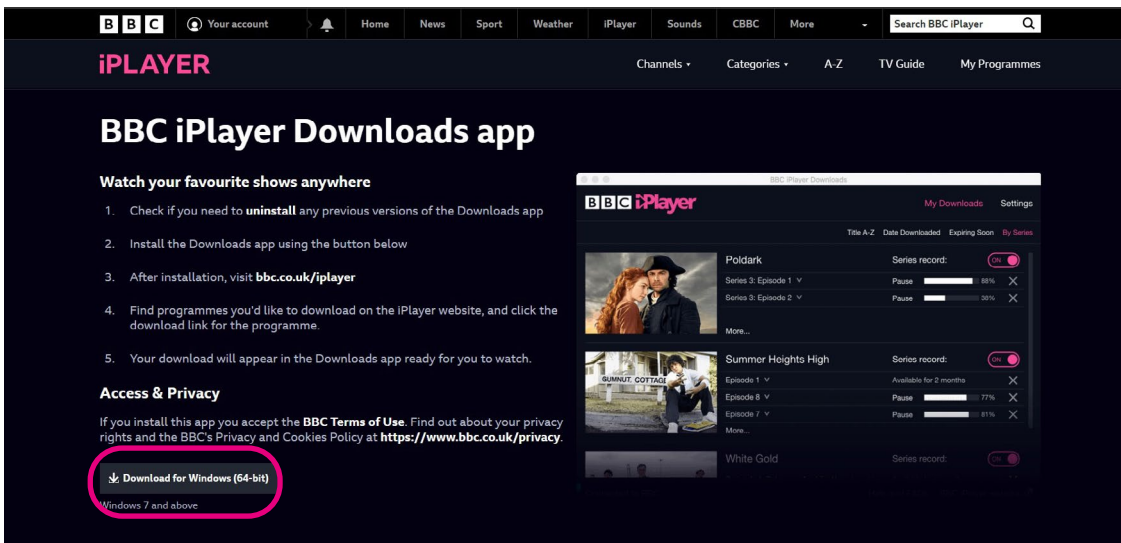 BBC Your account Home News Sport Weather iPlayer Sounds CBBC More Search BBC iPlayer
iPLAYER Channels Categories A-Z TV Guide My Programmes
BBC iPlayer Downloads app
Watch your favourite shows anywhere
1. Check if you need to uninstall any previous versions of the Downloads app
2. Install the Downloads app using the button below
3. After installation, visit bbc.co.uk/iplayer
4. Find programmes you'd like to download on the iPlayer website, and click the
download link for the programme.
5. Your download will appear in the Downloads app ready for you to watch.
Access & Privacy
If you install this app you accept the BBC Terms of Use. Find out about your privacy
rights and the BBC's Privacy and Cookies Policy at https://www.bbc.co.uk/privacy.
Download for Windows (64-bit)
Windows 7 and above
BBC iPlayer Downloads
BBC iPlayer My Downloads Settings
Title A-Z Date Downloaded Expiring Soon By Series
Poldark Series record: ON
Series 3: Episode 1 Pause 88%
Series 3: Episode 2 Pause 38%
More...
GUMNUT COTTAGE
Summer Heights High Series record: ON
Episode 1 Available for 2 months
Episode 8 Pause 77%
Episode 7 Pause 81%
More...
White Gold Series record: ON